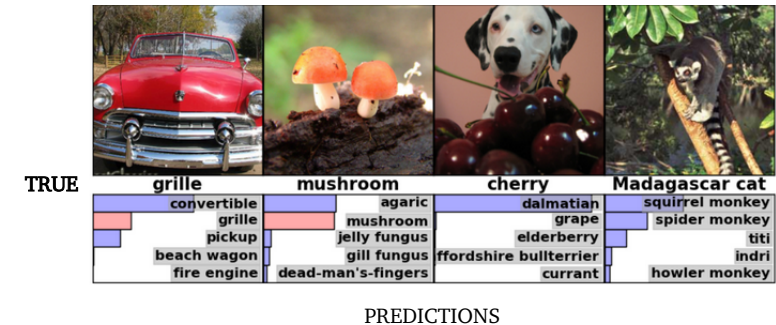 TRUE
grille
mushroom
cherry
Madagascar cat
convertible
grille
pickup
beach wagon
fire engine
agaric
mushroom
jelly fungus
gill fungus
dead-man's-fingers
dalmatian
grape
elderberry
ffordshire bullterrier
currant
squirrel monkey
spider monkey
titi
indri
howler monkey
PREDICTIONS